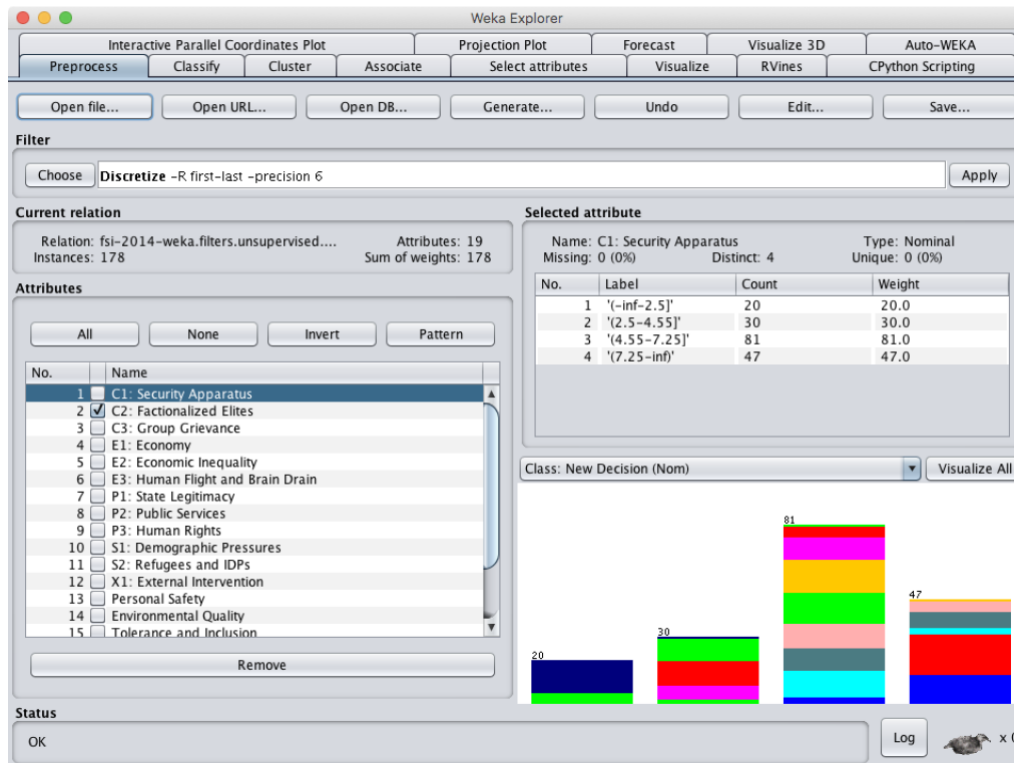 Weka Explorer
Interactive Parallel Coordinates Plot Projection Plot Forecast Visualize 3D Auto-WEKA
Preprocess Classify Cluster Associate Select attributes Visualize RVines CPython Scripting
Open file... Open URL... Open DB... Generate... Undo Edit... Save...
Filter
Choose Discretize -R first-last -precision 6 Apply
Current relation
Relation: fsi-2014-weka.filters.unsupervised.... Attributes: 19
Instances: 178 Sum of weights: 178
Attributes
All None Invert Pattern
No. Name
1 C1: Security Apparatus
2 C2: Factionalized Elites
3 C3: Group Grievance
4 E1: Economy
5 E2: Economic Inequality
6 E3: Human Flight and Brain Drain
7 P1: State Legitimacy
8 P2: Public Services
9 P3: Human Rights
10 S1: Demographic Pressures
11 S2: Refugees and IDPs
12 X1: External Intervention
13 Personal Safety
14 Environmental Quality
15 Tolerance and Inclusion
Remove
Selected attribute
Name: C1: Security Apparatus Type: Nominal
Missing: 0 (0%) Distinct: 4 Unique: 0 (0%)
No. Label Count Weight
1 '(-inf-2.5]' 20 20.0
2 '(2.5-4.55]' 30 30.0
3 '(4.55-7.25]' 81 81.0
4 '(7.25-inf)' 47 47.0
Class: New Decision (Nom) Visualize All
20
30
81
47
Status
OK
Log x